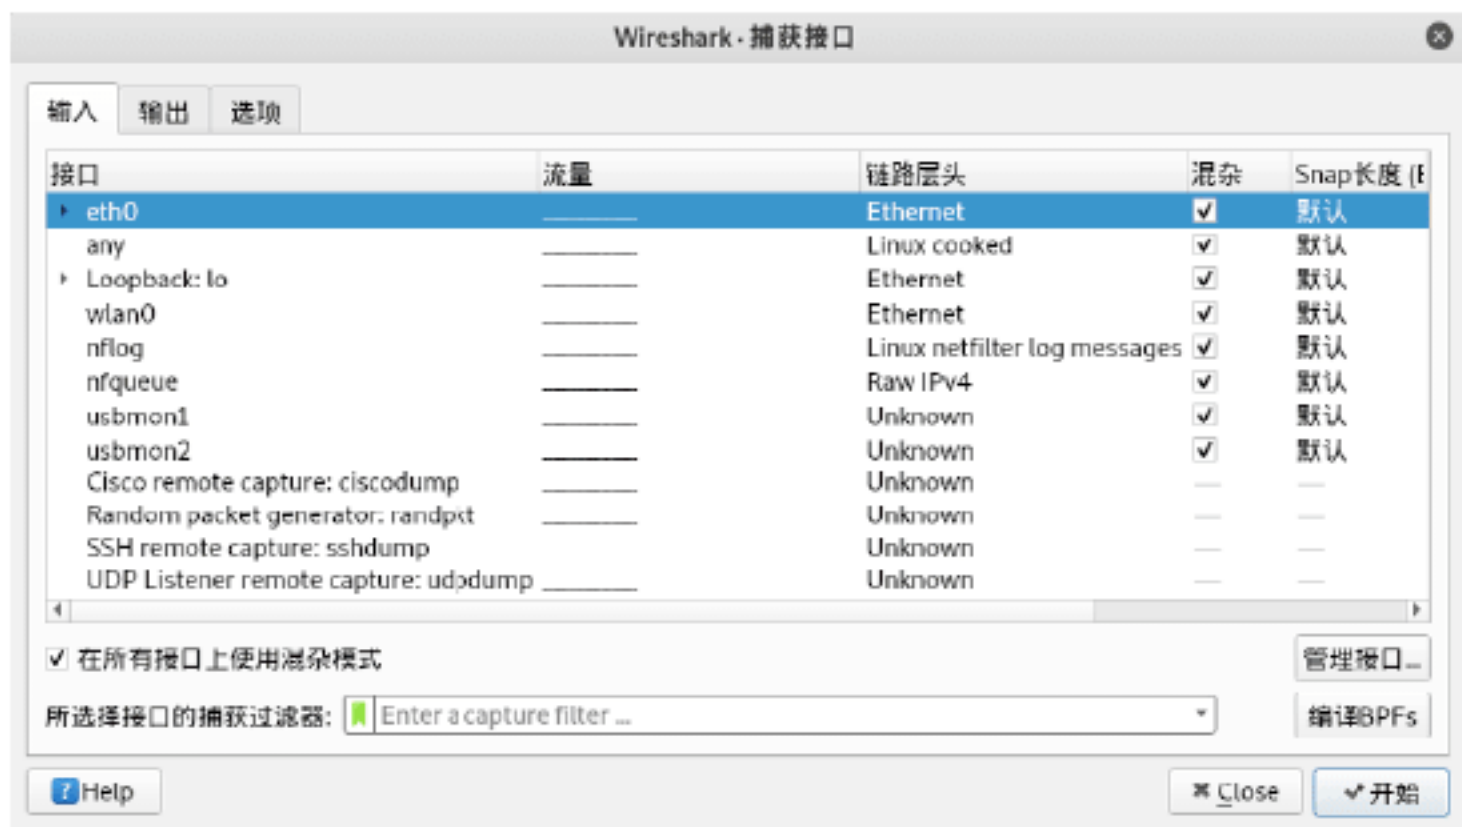 Wireshark · 捕获接口
输入 输出 选项
接口 流量 链路层头 混杂 Snap长度 (
eth0 Ethernet 默认
any Linux cooked 默认
Loopback: lo Ethernet 默认
wlan0 Ethernet 默认
nflog Linux netfilter log messages 默认
nfqueue Raw IPv4 默认
usbmon1 Unknown 默认
usbmon2 Unknown 默认
Cisco remote capture: ciscodump Unknown — —
Random packet generator: randpkt Unknown — —
SSH remote capture: sshdump Unknown — —
UDP Listener remote capture: udpdump Unknown — —
在所有接口上使用混杂模式 管理接口...
所选择接口的捕获过滤器: Enter a capture filter ... 编译BPFs
Help Close 开始